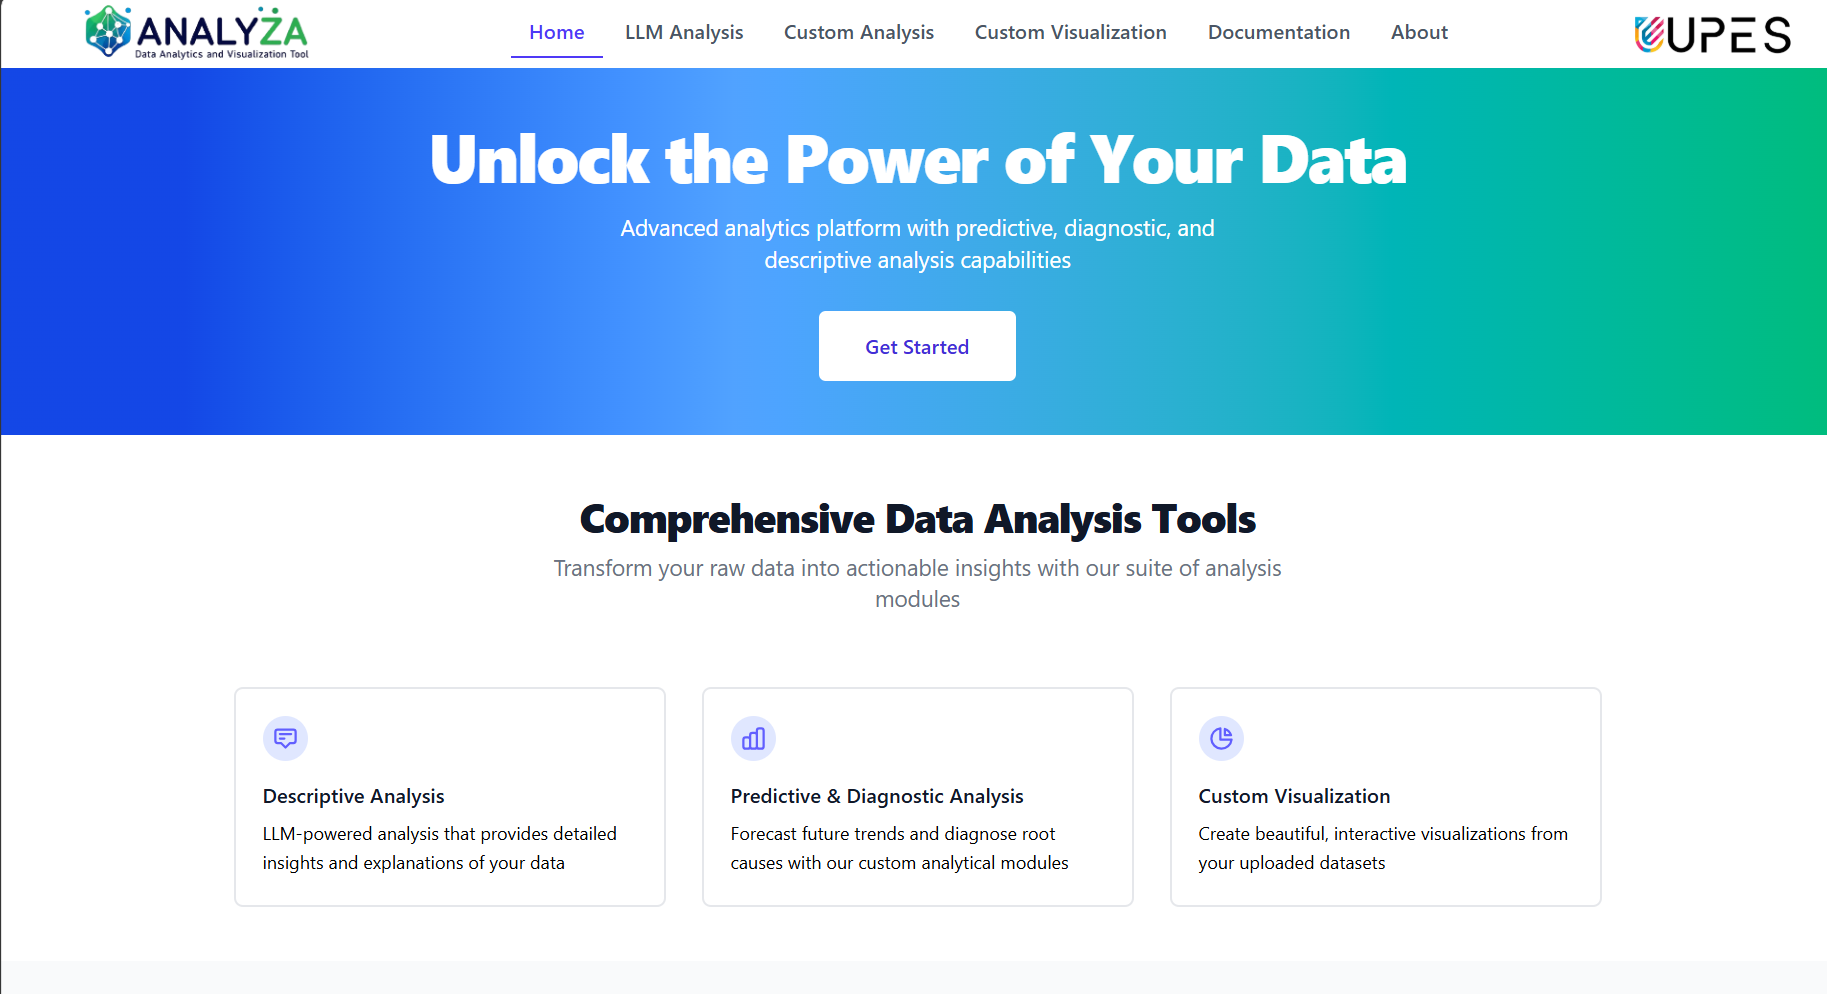 ANALYZA
Data Analytics and Visualization Tool
Home
LLM Analysis
Custom Analysis
Custom Visualization
Documentation
About
UPES
Unlock the Power of Your Data
Advanced analytics platform with predictive, diagnostic, and
descriptive analysis capabilities
Get Started
Comprehensive Data Analysis Tools
Transform your raw data into actionable insights with our suite of analysis
modules
Descriptive Analysis
LLM-powered analysis that provides detailed
insights and explanations of your data
Predictive & Diagnostic Analysis
Forecast future trends and diagnose root
causes with our custom analytical modules
Custom Visualization
Create beautiful, interactive visualizations from
your uploaded datasets